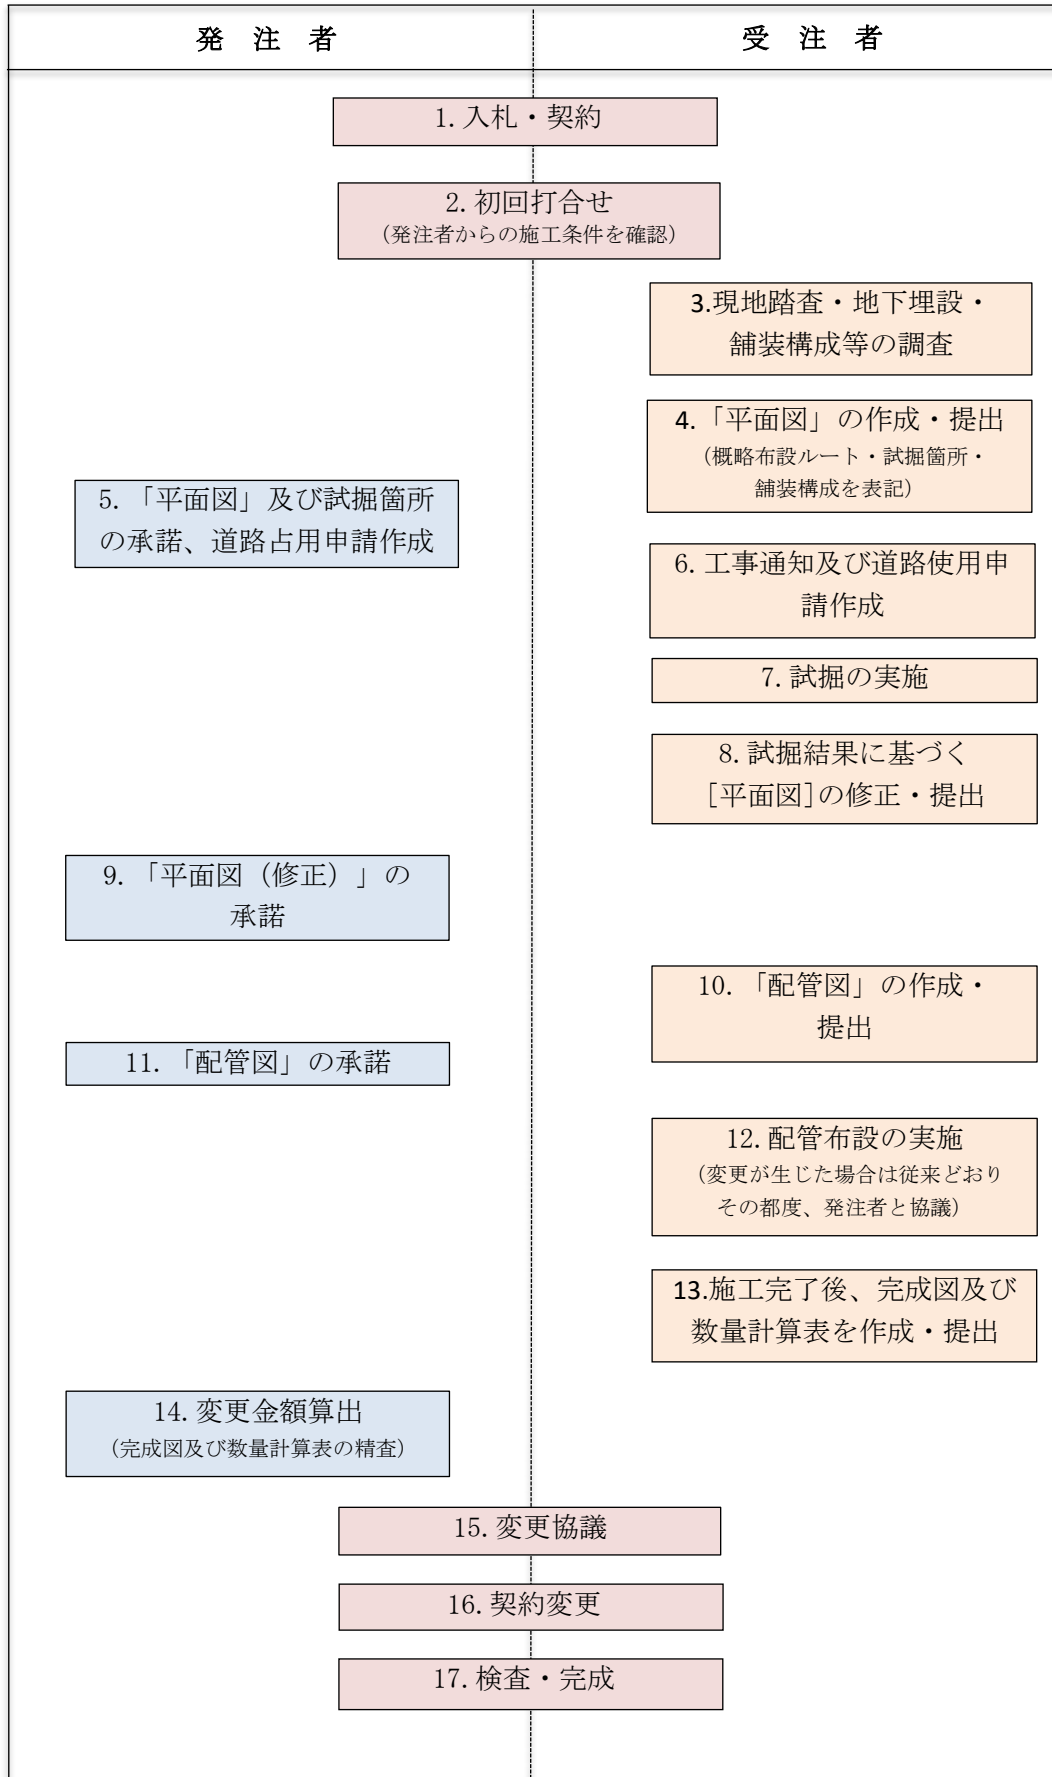 発 注 者
受 注 者
1. 入札・契約
2. 初回打合せ
（発注者からの施工条件を確認）
3.現地踏査・地下埋設・
舗装構成等の調査
4. 「平面図」の作成・提出
（概略布設ルート・試掘箇所・
舗装構成を表記）
5. 「平面図」及び試掘箇所
の承諾、道路占用申請作成
6. 工事通知及び道路使用申
請作成
7. 試掘の実施
8. 試掘結果に基づく
[平面図]の修正・提出
9. 「平面図（修正）」の
承諾
10. 「配管図」の作成・
提出
11. 「配管図」の承諾
12. 配管布設の実施
（変更が生じた場合は従来どおり
その都度、発注者と協議）
13.施工完了後、完成図及び
数量計算表を作成・提出
14. 変更金額算出
（完成図及び数量計算表の精査）
15. 変更協議
16. 契約変更
17. 検査・完成